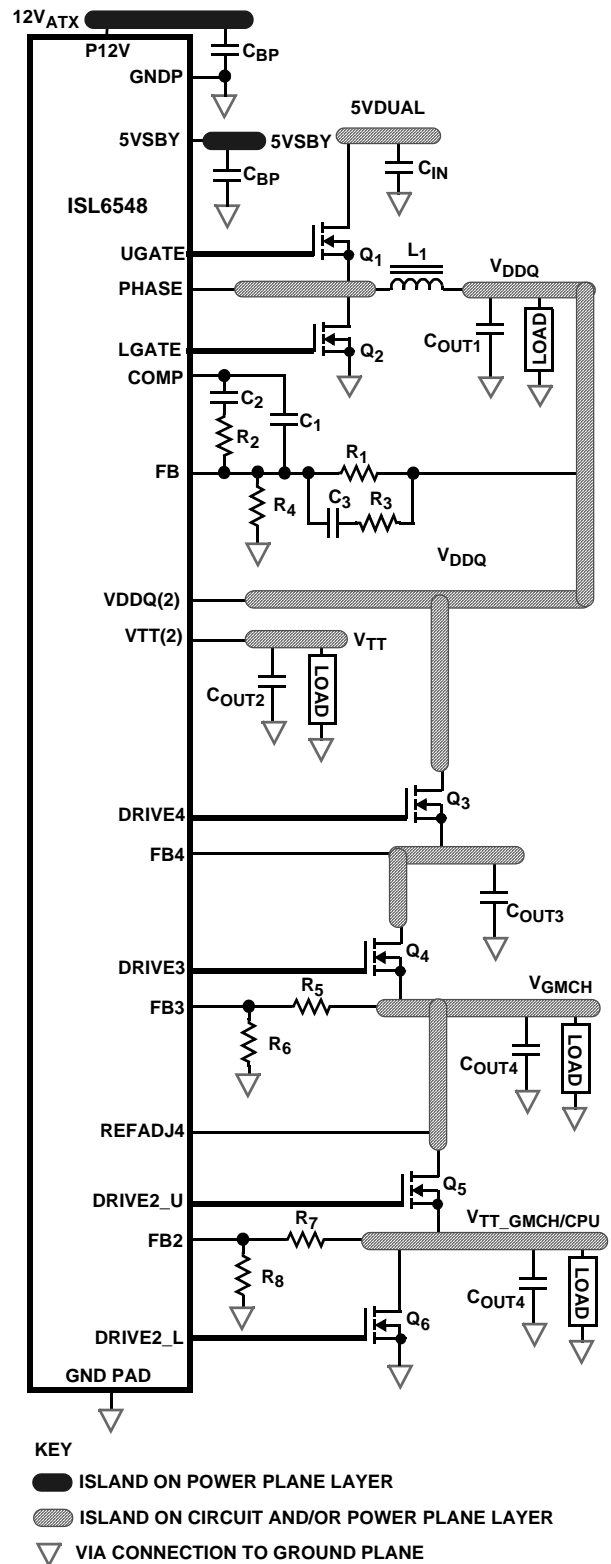 12VATX
P12V
CBP
GNDP
5VDUAL
5VSBY
5VSBY
CBP
CIN
ISL6548
UGATE
Q1
L1
PHASE
VDDQ
LGATE
Q2
COUT1
LOAD
COMP
C2
C1
R2
FB
R1
R4
C3
R3
VDDQ
VDDQ(2)
VTT(2)
VTT
COUT2
LOAD
Q3
DRIVE4
FB4
COUT3
Q4
DRIVE3
R5
VGMCH
FB3
R6
COUT4
LOAD
REFADJ4
Q5
DRIVE2_U
R7
VTT_GMCH/CPU
FB2
R8
COUT4
LOAD
Q6
DRIVE2_L
GND PAD
KEY
ISLAND ON POWER PLANE LAYER
ISLAND ON CIRCUIT AND/OR POWER PLANE LAYER
VIA CONNECTION TO GROUND PLANE